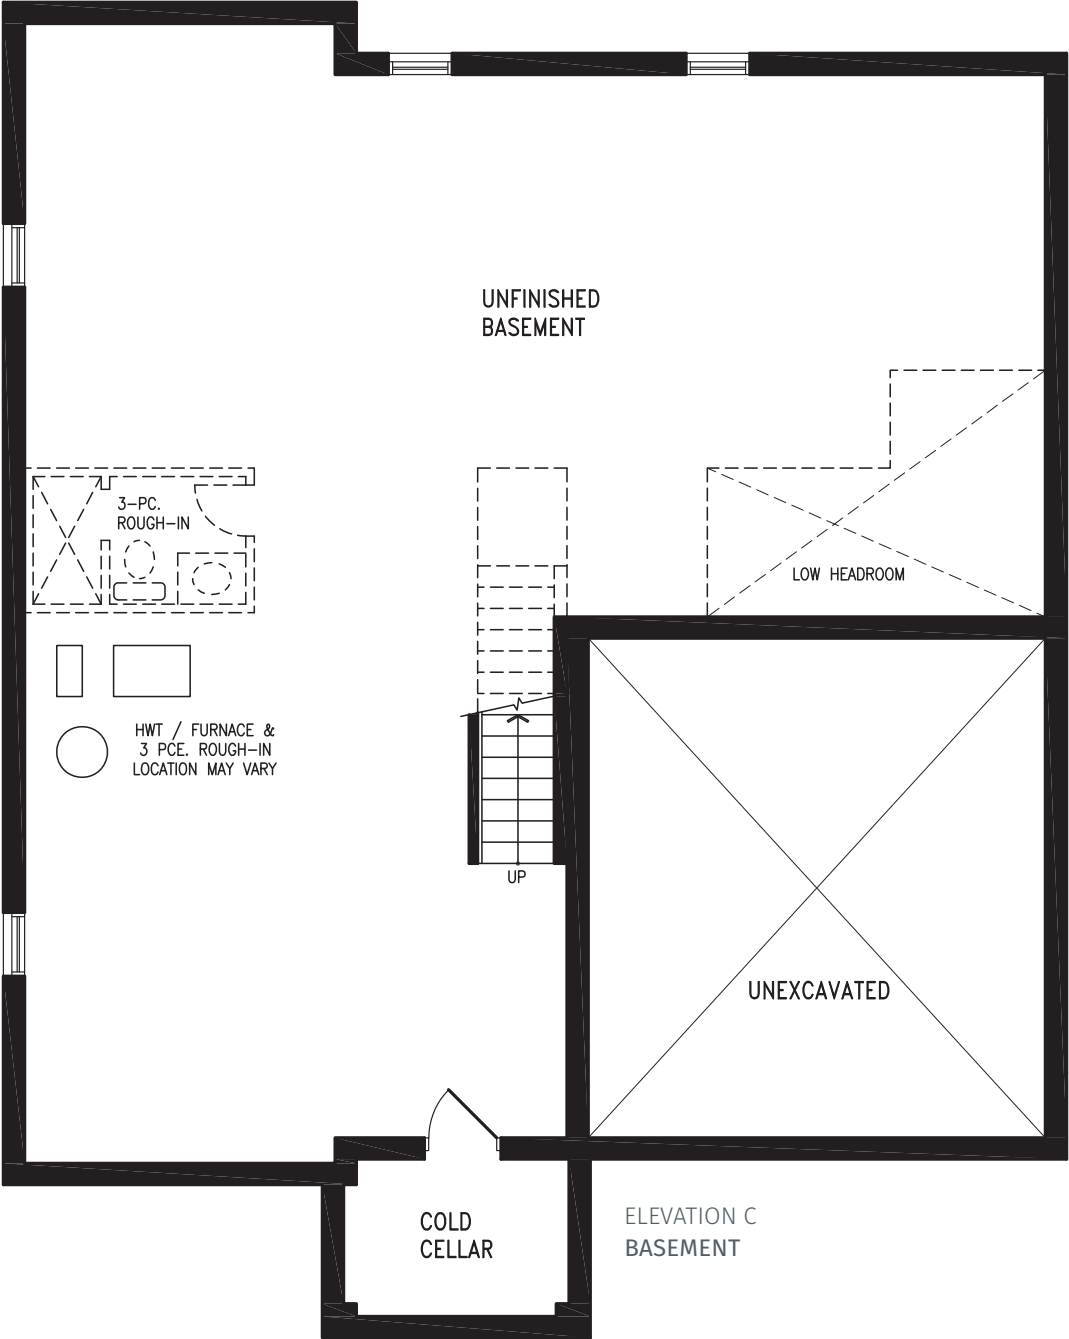 UNFINISHED
BASEMENT
3-PC.
ROUGH-IN
LOW HEADROOM
HWT / FURNACE &
3 PCE. ROUGH-IN
LOCATION MAY VARY
UP
UNEXCAVATED
COLD
CELLAR
ELEVATION C
BASEMENT